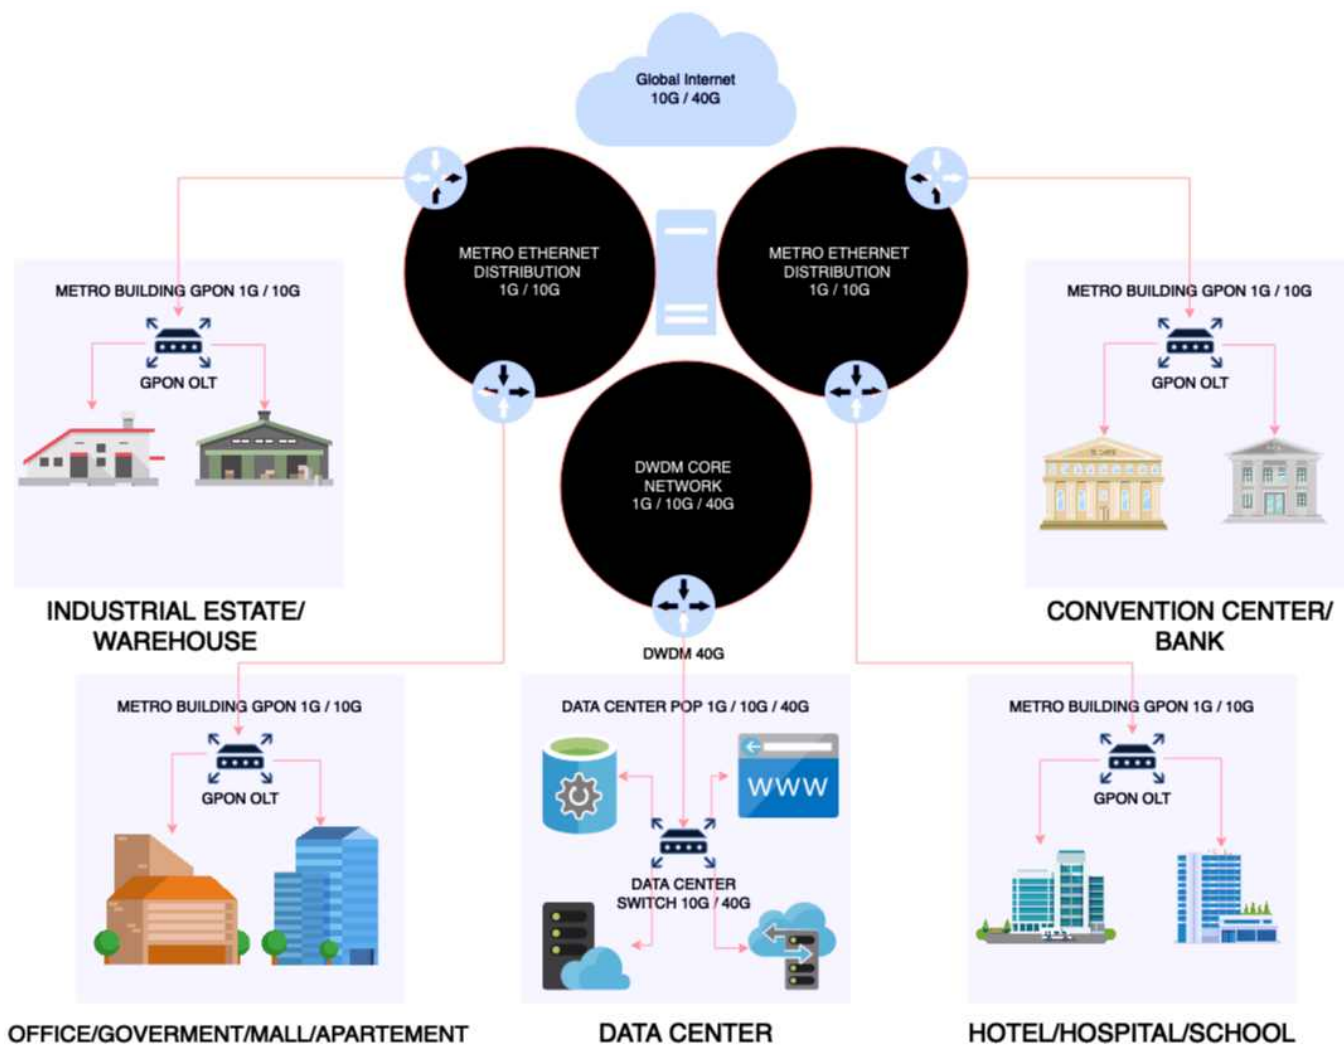 Global Internet
10G / 40G
METRO ETHERNET
DISTRIBUTION
1G / 10G
METRO ETHERNET
DISTRIBUTION
1G / 10G
METRO BUILDING GPON 1G / 10G
GPON OLT
METRO BUILDING GPON 1G / 10G
GPON OLT
DWDM CORE
NETWORK
1G / 10G / 40G
INDUSTRIAL ESTATE/
WAREHOUSE
CONVENTION CENTER/
BANK
DWDM 40G
METRO BUILDING GPON 1G / 10G
GPON OLT
DATA CENTER POP 1G / 10G / 40G
WWW
DATA CENTER
SWITCH 10G / 40G
METRO BUILDING GPON 1G / 10G
GPON OLT
OFFICE/GOVERMENT/MALL/APARTEMENT
DATA CENTER
HOTEL/HOSPITAL/SCHOOL